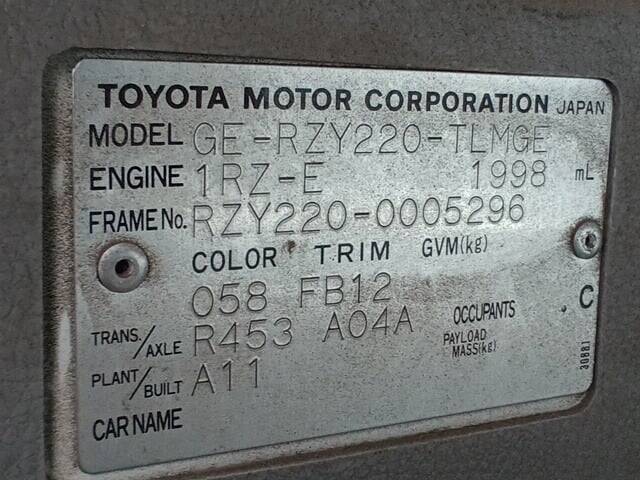 TOYOTA MOTOR CORPORATION JAPAN
MODEL GE-RZY220-TLMGE
ENGINE 1RZ-E 1998 mL
FRAME No. RZY220-0005296
COLOR TRIM GVM(kg)
058 FB12 C
TRANS./AXLE R453 A04A OCCUPANTS
PAYLOAD MASS(kg)
PLANT/BUILT A11
CAR NAME
30881